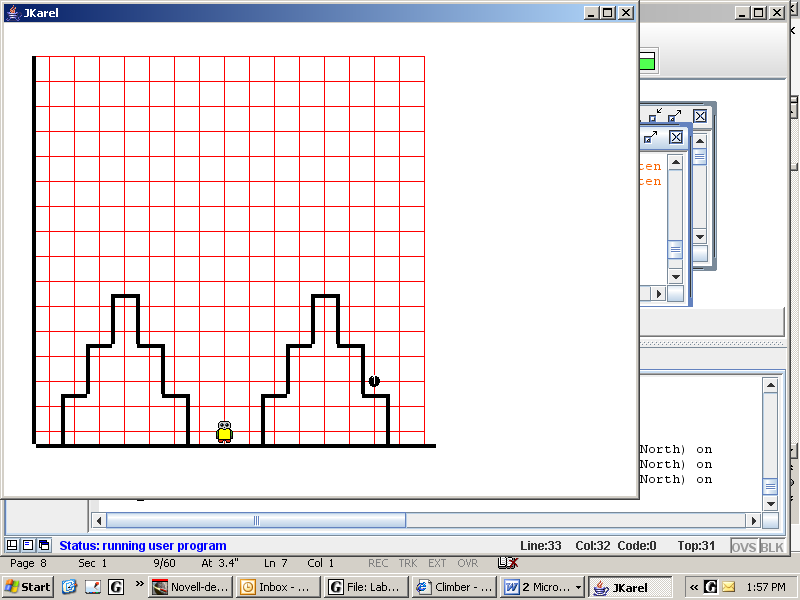 JKarel
ten
ten
North) on
North) on
North) on
Status: running user program
Line:33 Col:32 Code:0 Top:31
OVS BLK
Page 8 Sec 1 9/60 At 3.4" Ln 7 Col 1 REC TRK EXT OVR
Start G » Novell-de... Inbox - ... G File: Lab... Climber - ... W 2 Micro... JKarel « G 1:57 PM